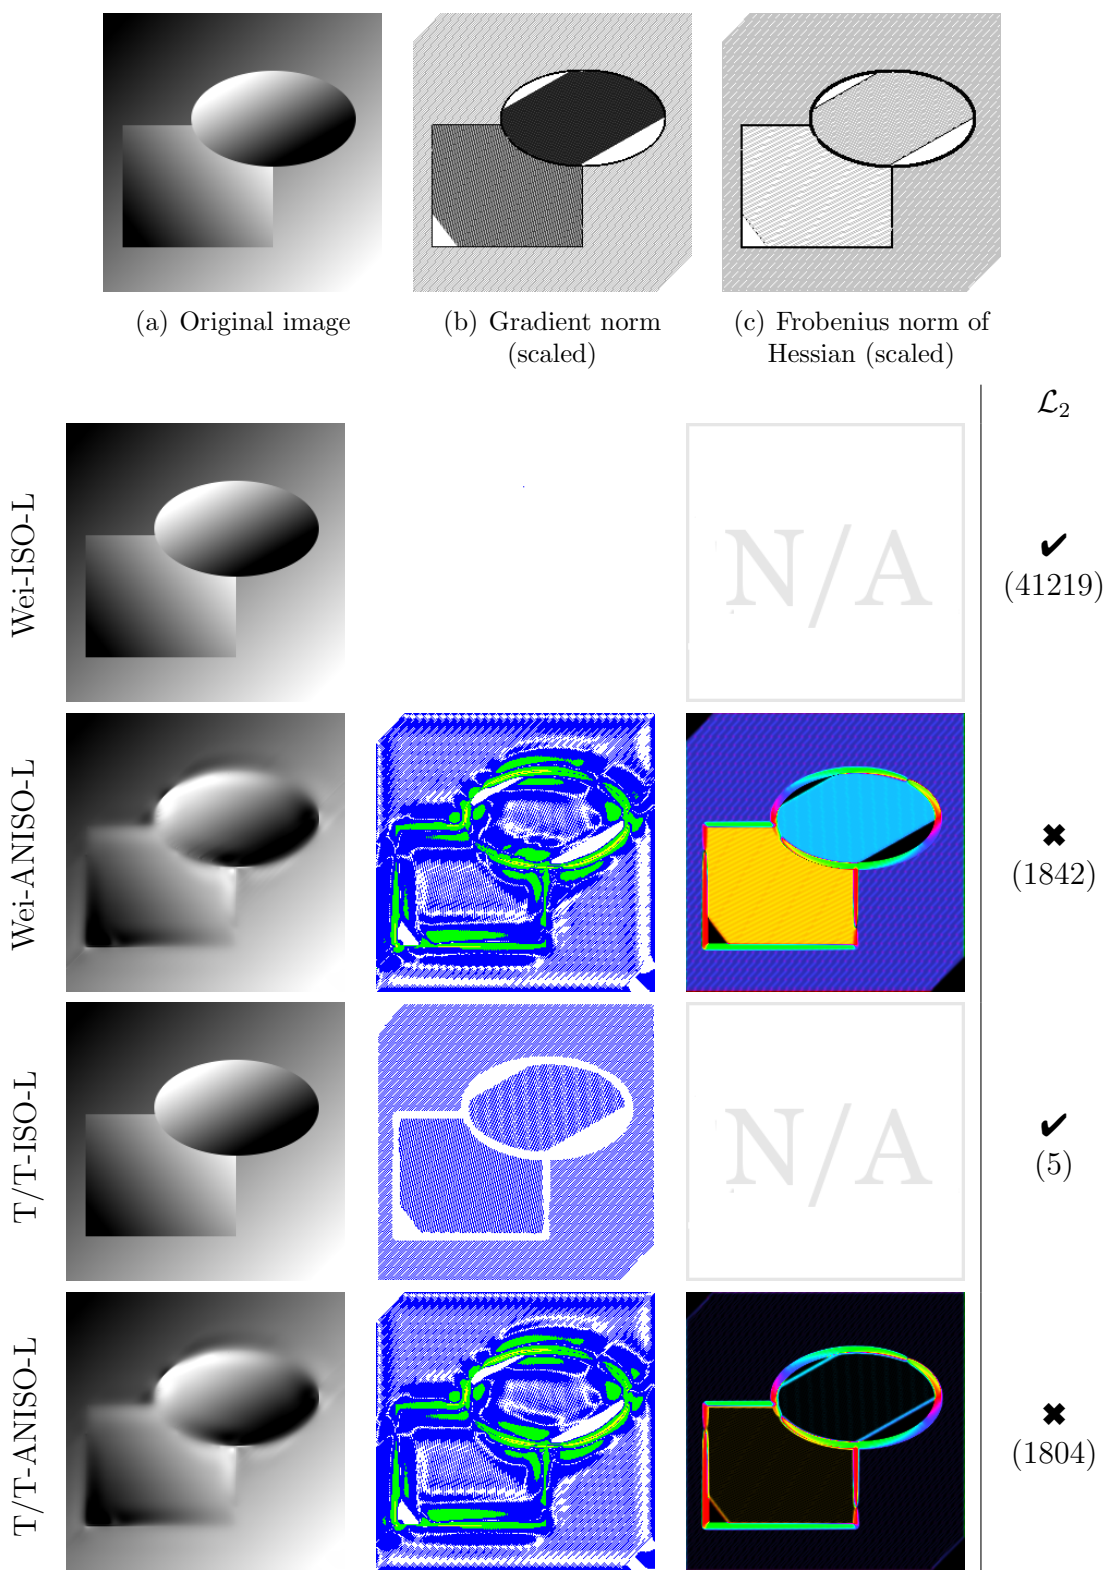 (a) Original image
(b) Gradient norm
(scaled)
(c) Frobenius norm of
Hessian (scaled)
ℒ₂
Wei-ISO-L
N/A
✔
(41219)
Wei-ANISO-L
✖
(1842)
T/T-ISO-L
N/A
✔
(5)
T/T-ANISO-L
✖
(1804)